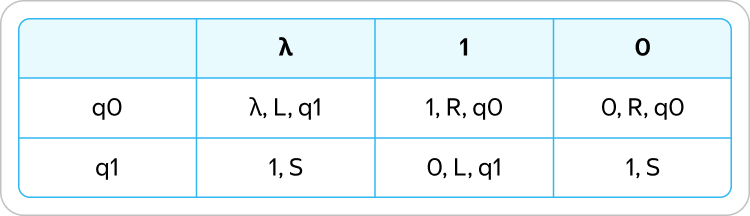 λ 1 0
q0 λ, L, q1 1, R, q0 0, R, q0
q1 1, S 0, L, q1 1, S